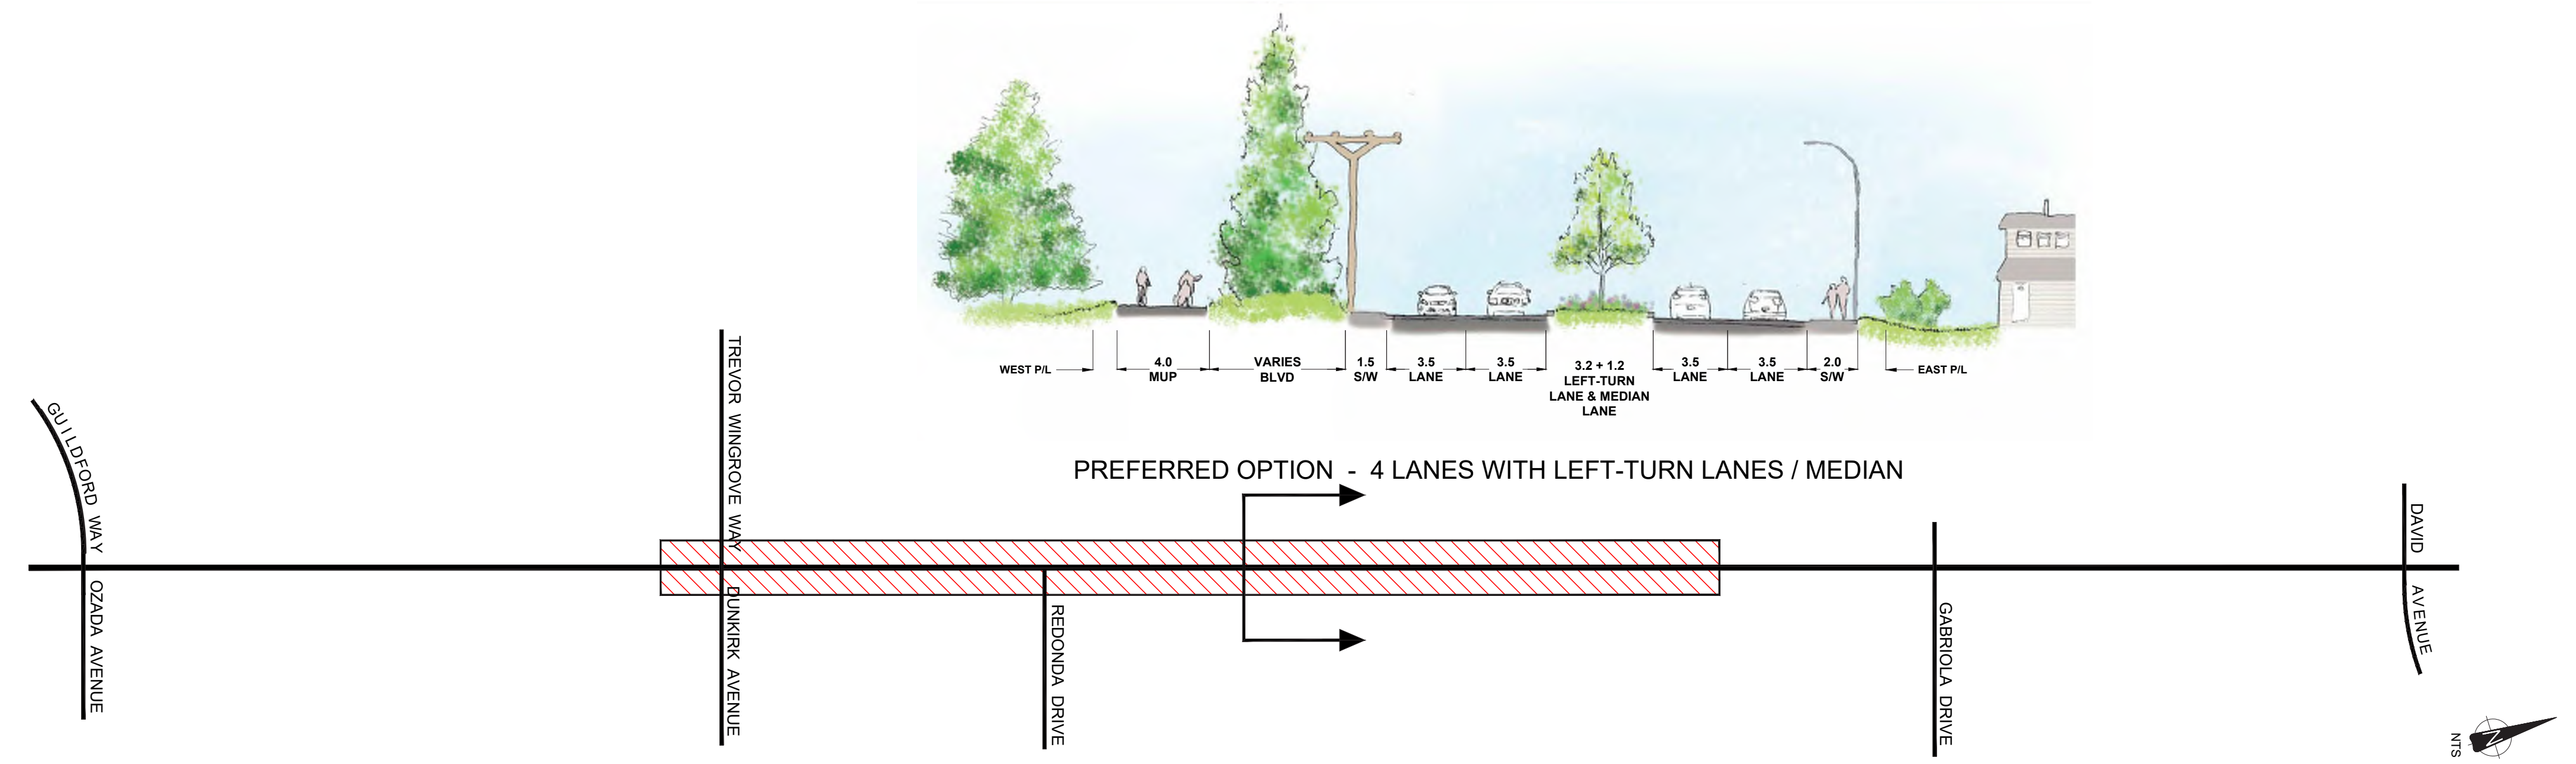 WEST P/L
4.0
MUP
VARIES
BLVD
1.5
S/W
3.5
LANE
3.5
LANE
3.2 + 1.2
LEFT-TURN
LANE & MEDIAN
LANE
3.5
LANE
3.5
LANE
2.0
S/W
EAST P/L
PREFERRED OPTION - 4 LANES WITH LEFT-TURN LANES / MEDIAN
GUILDFORD WAY
OZADA AVENUE
TREVOR WINGROVE WAY
DUNKIRK AVENUE
REDONDA DRIVE
GABRIOLA DRIVE
DAVID AVENUE
NTS
N